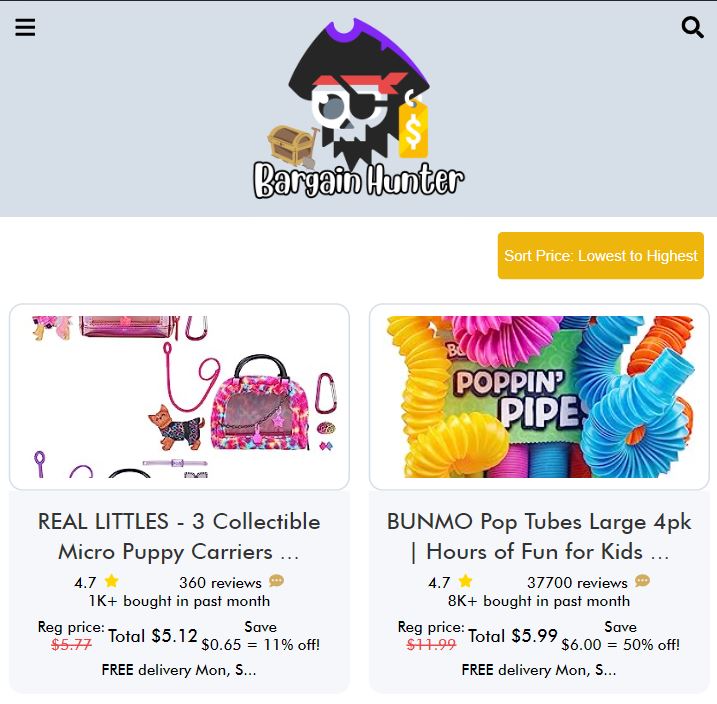 $
Bargain Hunter
Sort Price: Lowest to Highest
POPPIN'
PIPES
REAL LITTLES - 3 Collectible
Micro Puppy Carriers ...
4.7 360 reviews
1K+ bought in past month
Reg price: $5.77 Total $5.12 Save $0.65 = 11% off!
FREE delivery Mon, S...
BUNMO Pop Tubes Large 4pk
| Hours of Fun for Kids ...
4.7 37700 reviews
8K+ bought in past month
Reg price: $11.99 Total $5.99 Save $6.00 = 50% off!
FREE delivery Mon, S...